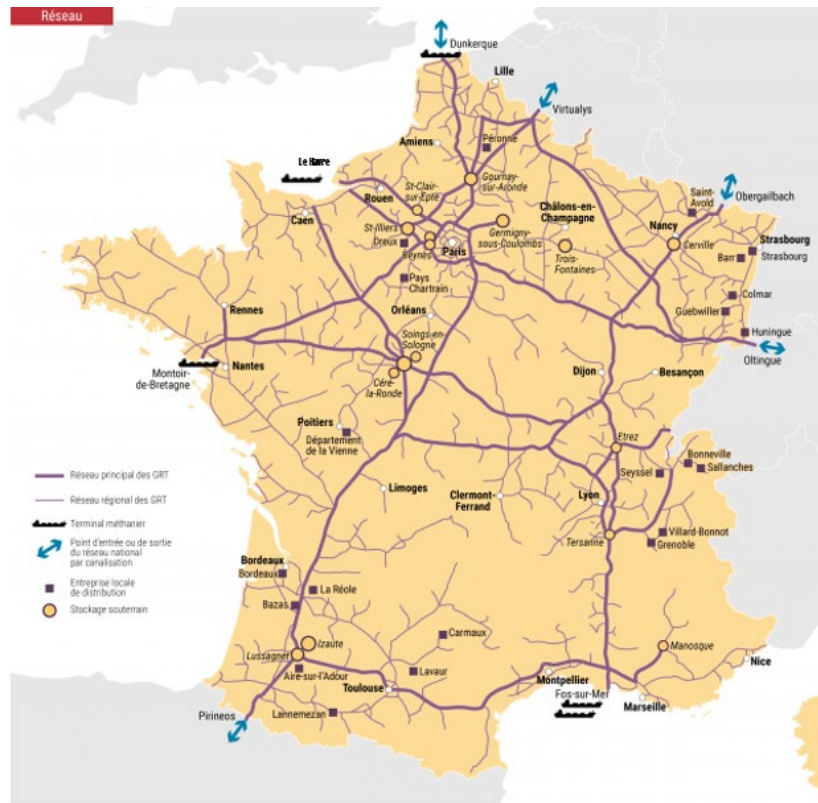 Réseau
Dunkerque
Lille
Virtualys
Amiens
Péronne
Le Havre
Rouen
St-Clair
sur-Epte
Gournay
-sur-Aronde
Saint-
Avold
Obergailbach
Caen
St-Illiers
Dreux
Beynes
Paris
Germigny-
sous-Coulombs
Châlons-en-
Champagne
Trois-
Fontaines
Nancy
Cerville
Strasbourg
Barr
Strasbourg
Pays
Chartrain
Colmar
Guebwiller
Rennes
Orléans
Huningue
Soings-en-
Sologne
Oltingue
Montoir-
de-Bretagne
Nantes
Céré-
la-Ronde
Dijon
Besançon
Poitiers
Département
de la Vienne
Etrez
Bonneville
Seyssel
Sallanches
Limoges
Clermont-
Ferrand
Lyon
Tersanne
Villard-Bonnot
Grenoble
Réseau principal des GRT
Réseau régional des GRT
Terminal méthanier
Point d'entrée ou de sortie
du réseau national
par canalisation
Entreprise locale
de distribution
Stockage souterrain
Bordeaux
Bordeaux
La Réole
Bazas
Izaute
Lussagnet
Carmaux
Manosque
Aire-sur-l'Adour
Lavaur
Nice
Toulouse
Montpellier
Fos-sur-Mer
Marseille
Pirineos
Lannemezan